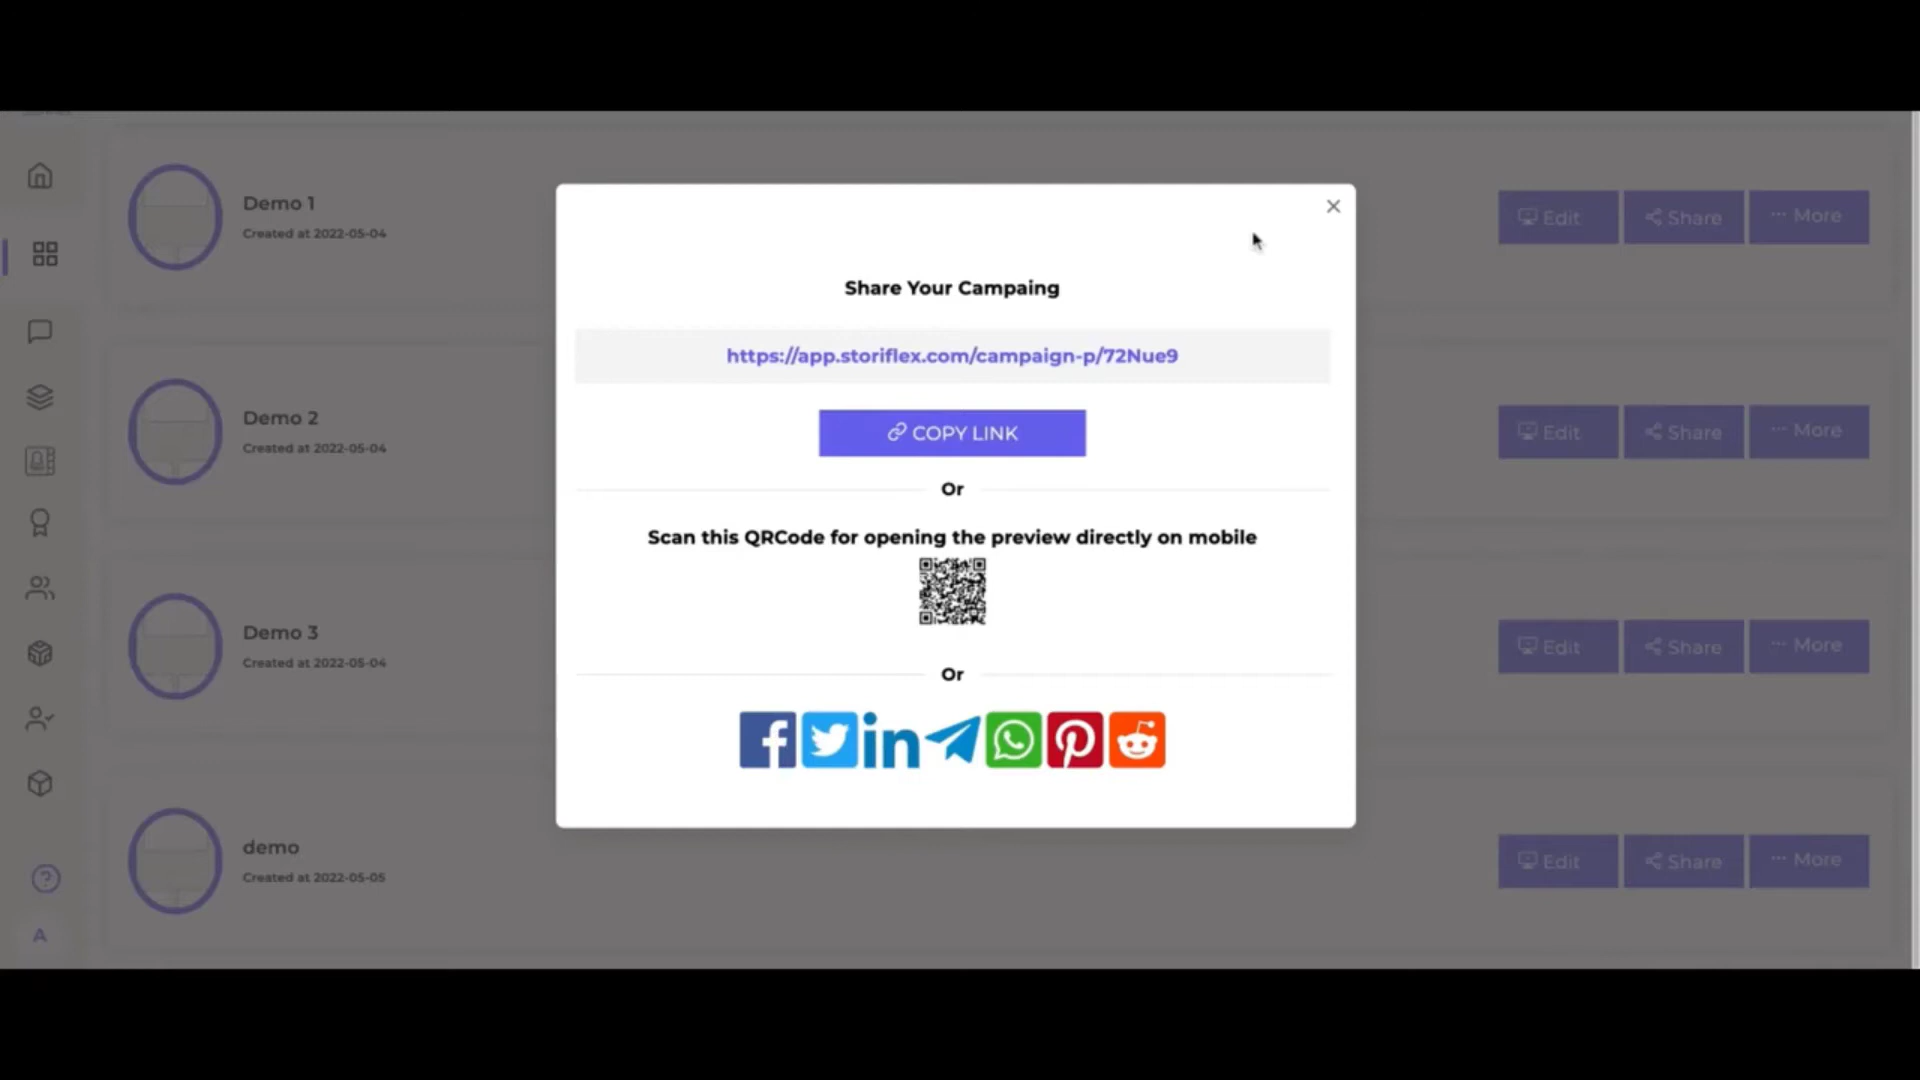 Demo 1
Created at 2022-05-04
Edit
Share
More
Demo 2
Created at 2022-05-04
Edit
Share
More
Demo 3
Created at 2022-05-04
Edit
Share
More
demo
Created at 2022-05-05
Edit
Share
More
A
Share Your Campaing
https://app.storiflex.com/campaign-p/72Nue9
COPY LINK
Or
Scan this QRCode for opening the preview directly on mobile
Or